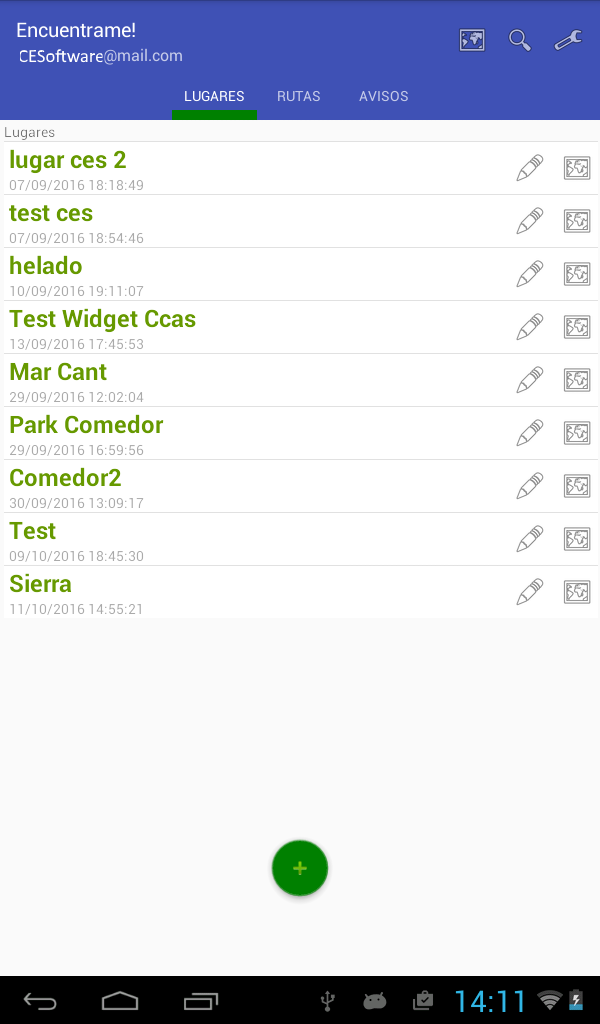 Encuentrame!
CESoftware@mail.com
LUGARES RUTAS AVISOS
Lugares
lugar ces 2
07/09/2016 18:18:49
test ces
07/09/2016 18:54:46
helado
10/09/2016 19:11:07
Test Widget Ccas
13/09/2016 17:45:53
Mar Cant
29/09/2016 12:02:04
Park Comedor
29/09/2016 16:59:56
Comedor2
30/09/2016 13:09:17
Test
09/10/2016 18:45:30
Sierra
11/10/2016 14:55:21
+
14:11